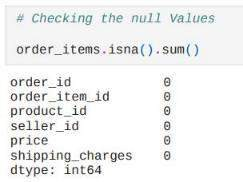 # Checking the null Values
order_items.isna().sum()
order_id 0
order_item_id 0
product_id 0
seller_id 0
price 0
shipping_charges 0
dtype: int64